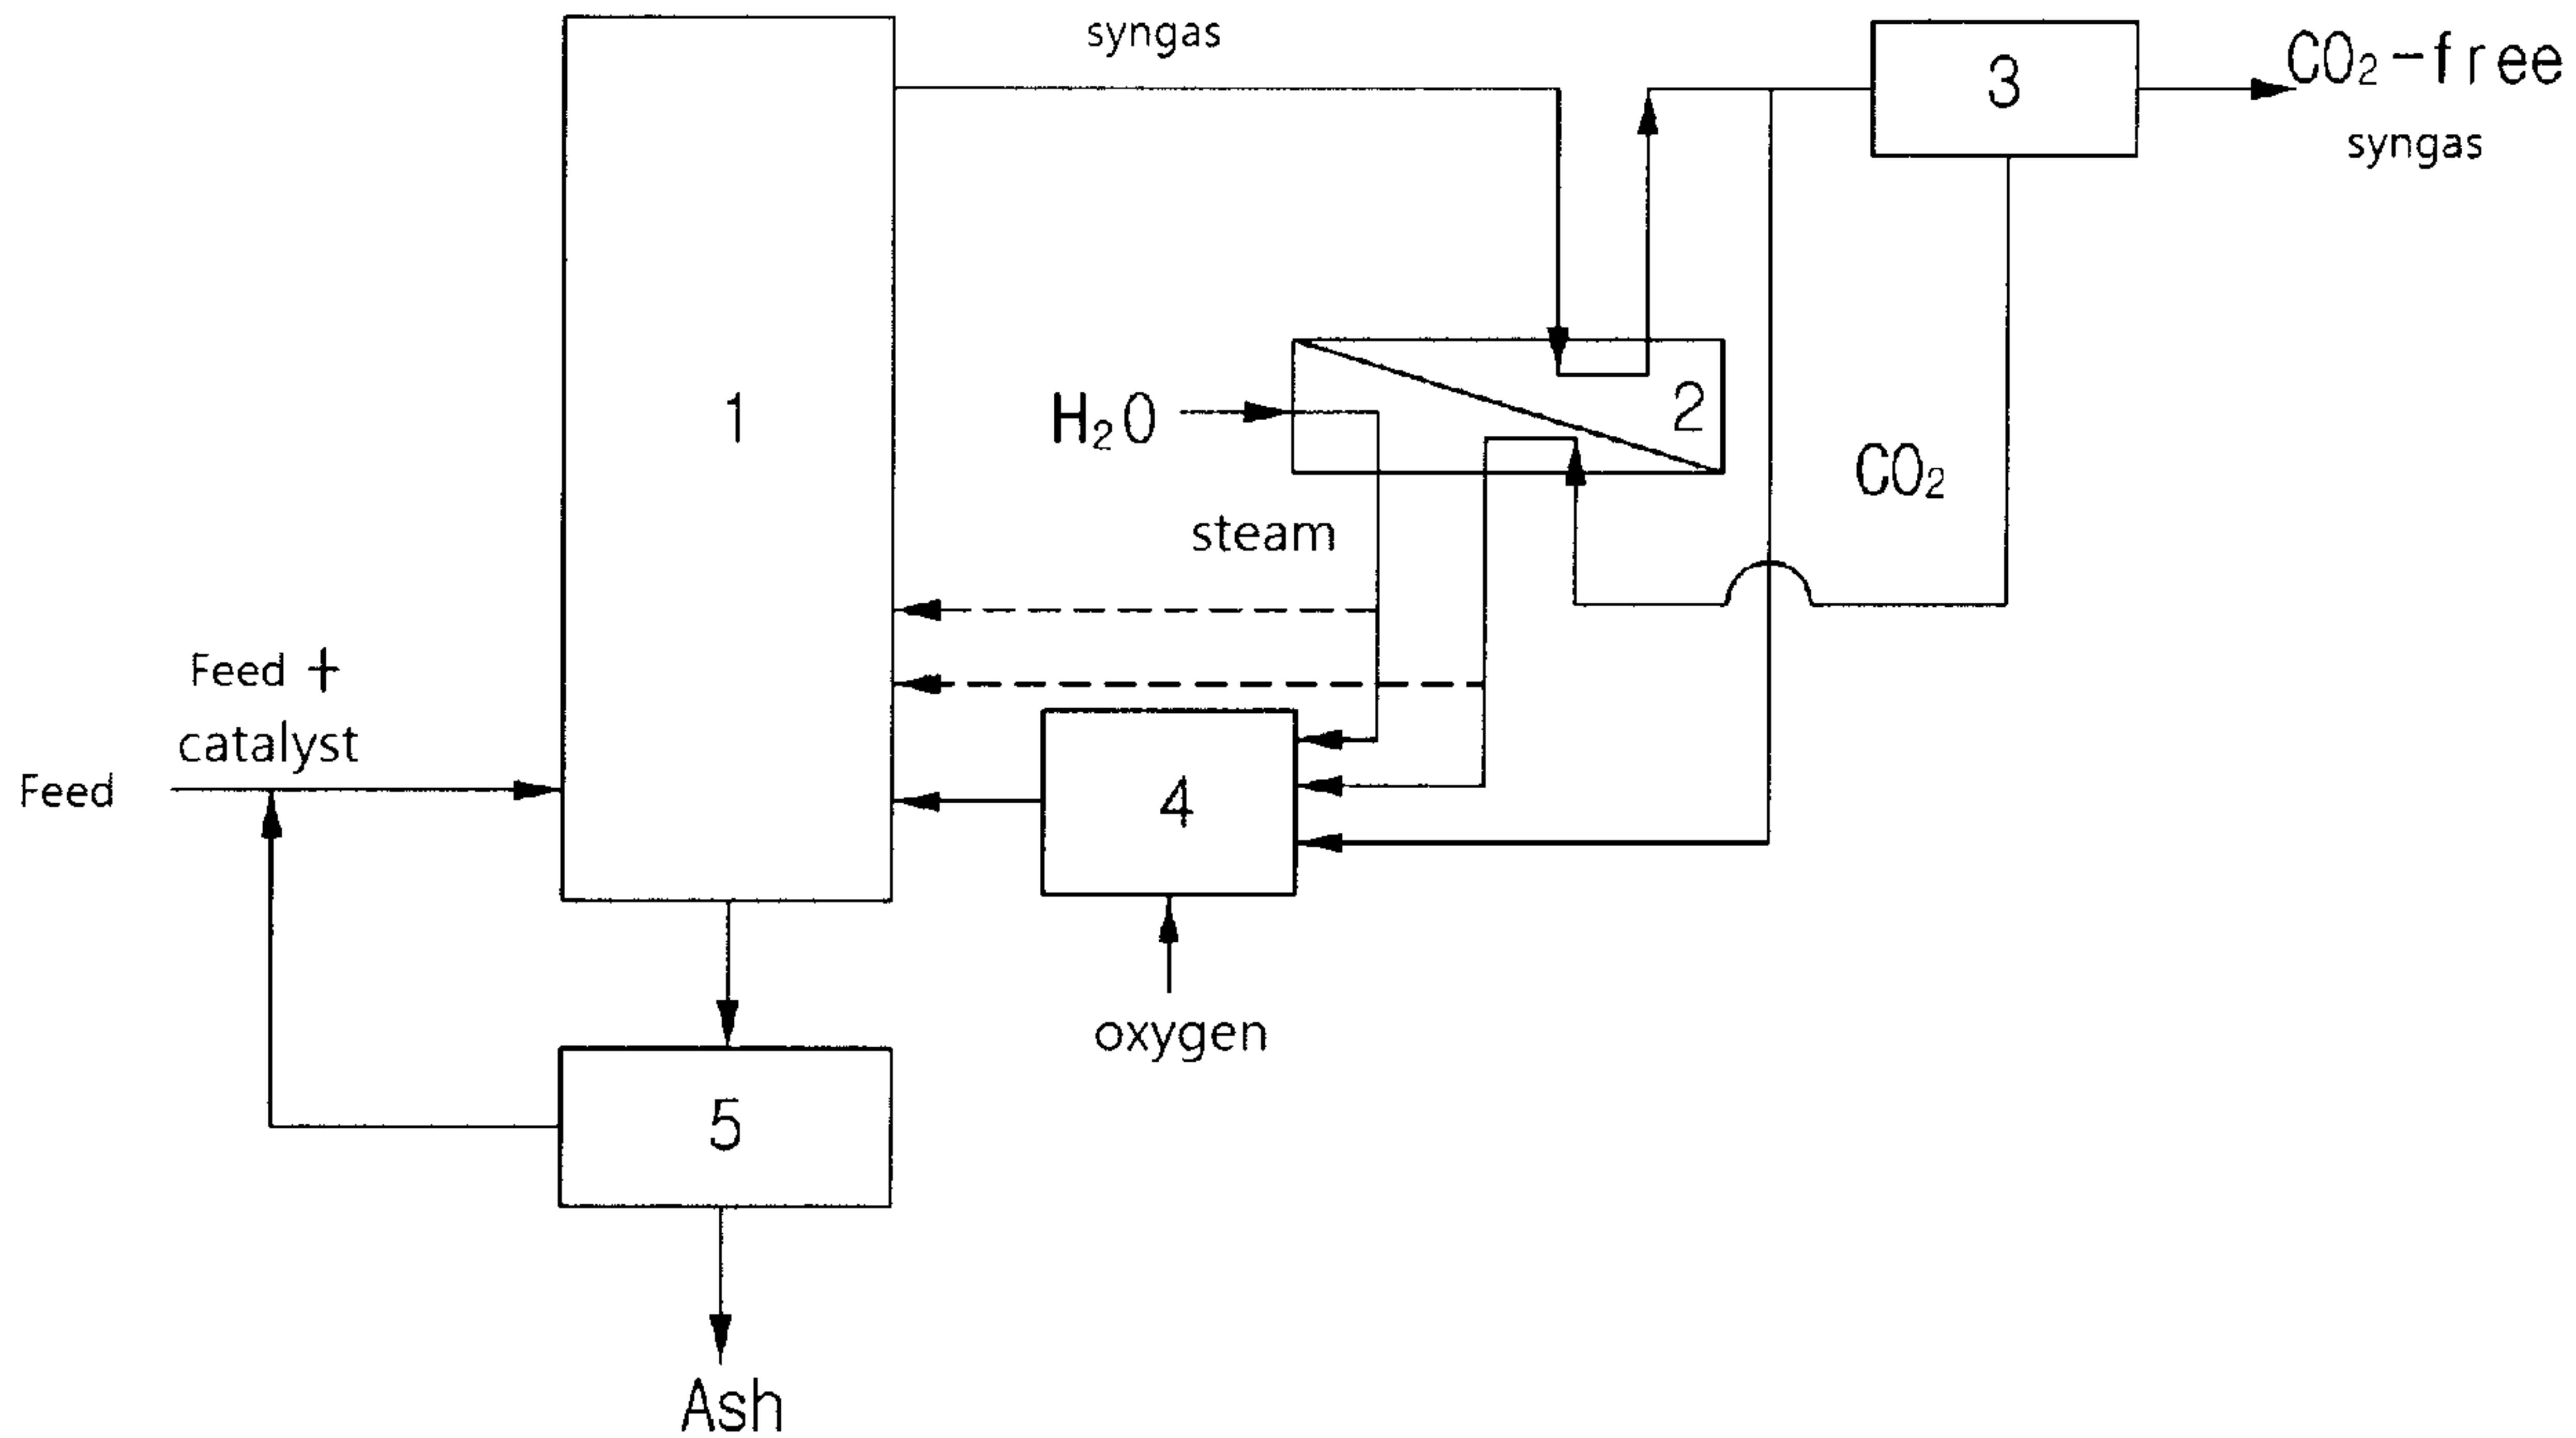 syngas
3
CO₂-free
syngas
1
H₂O
2
CO₂
steam
Feed +
catalyst
Feed
4
oxygen
5
Ash